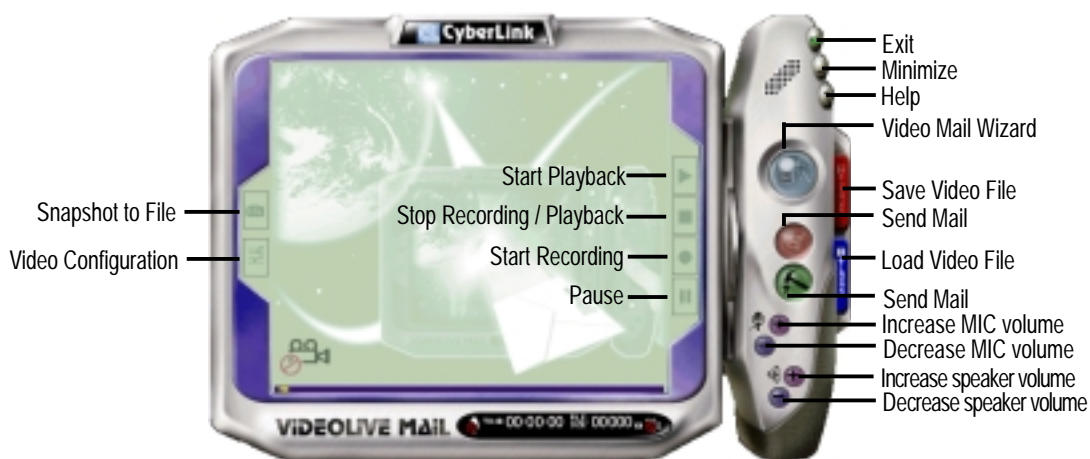 CyberLink
Exit
Minimize
Help
Video Mail Wizard
Start Playback
Save Video File
Snapshot to File
Stop Recording / Playback
Send Mail
Video Configuration
Start Recording
Load Video File
Pause
Send Mail
Increase MIC volume
Decrease MIC volume
Increase speaker volume
Decrease speaker volume
VIDEOLIVE MAIL
00:00:00
00000